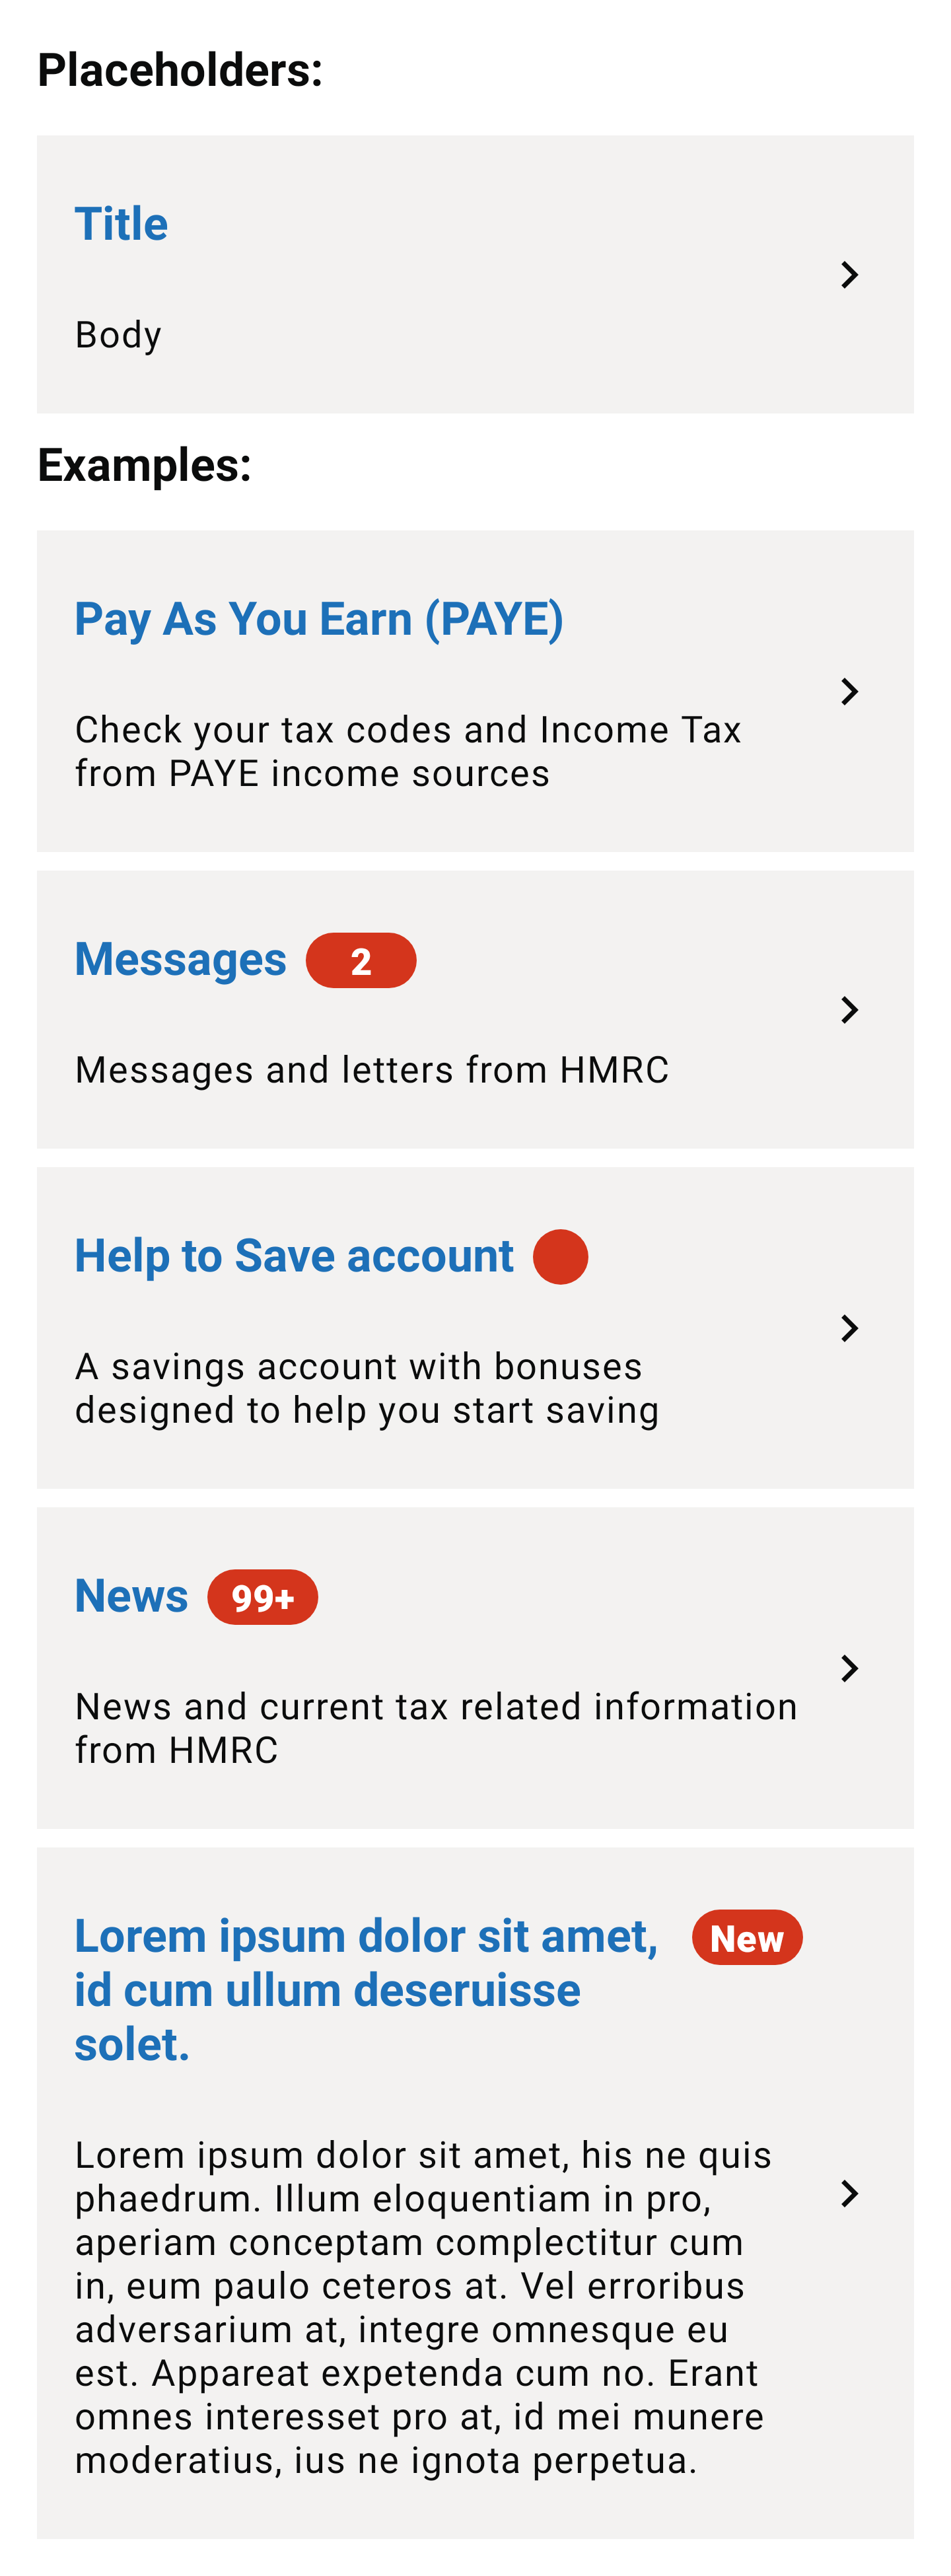 Placeholders:
Title
Body
Examples:
Pay As You Earn (PAYE)
Check your tax codes and Income Tax
from PAYE income sources
Messages 2
Messages and letters from HMRC
Help to Save account
A savings account with bonuses
designed to help you start saving
News 99+
News and current tax related information
from HMRC
Lorem ipsum dolor sit amet, New
id cum ullum deseruisse
solet.
Lorem ipsum dolor sit amet, his ne quis
phaedrum. Illum eloquentiam in pro,
aperiam conceptam complectitur cum
in, eum paulo ceteros at. Vel erroribus
adversarium at, integre omnesque eu
est. Appareat expetenda cum no. Erant
omnes interesset pro at, id mei munere
moderatius, ius ne ignota perpetua.